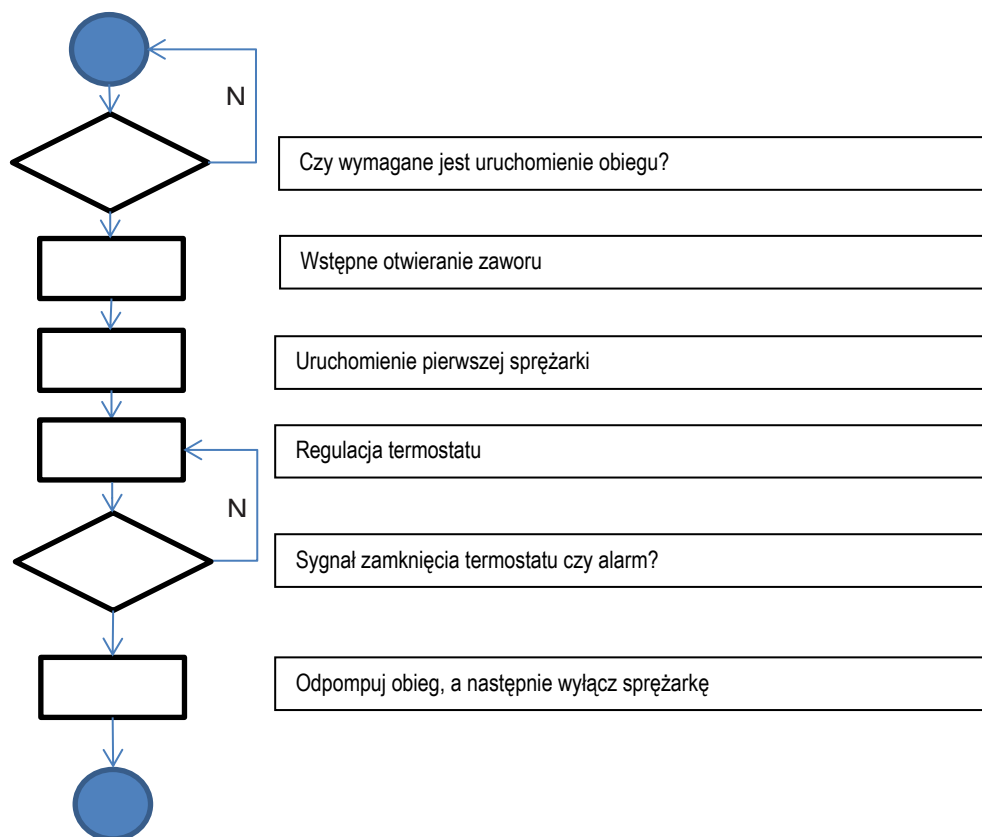 N
Czy wymagane jest uruchomienie obiegu?
Wstępne otwieranie zaworu
Uruchomienie pierwszej sprężarki
Regulacja termostatu
N
Sygnał zamknięcia termostatu czy alarm?
Odpompuj obieg, a następnie wyłącz sprężarkę